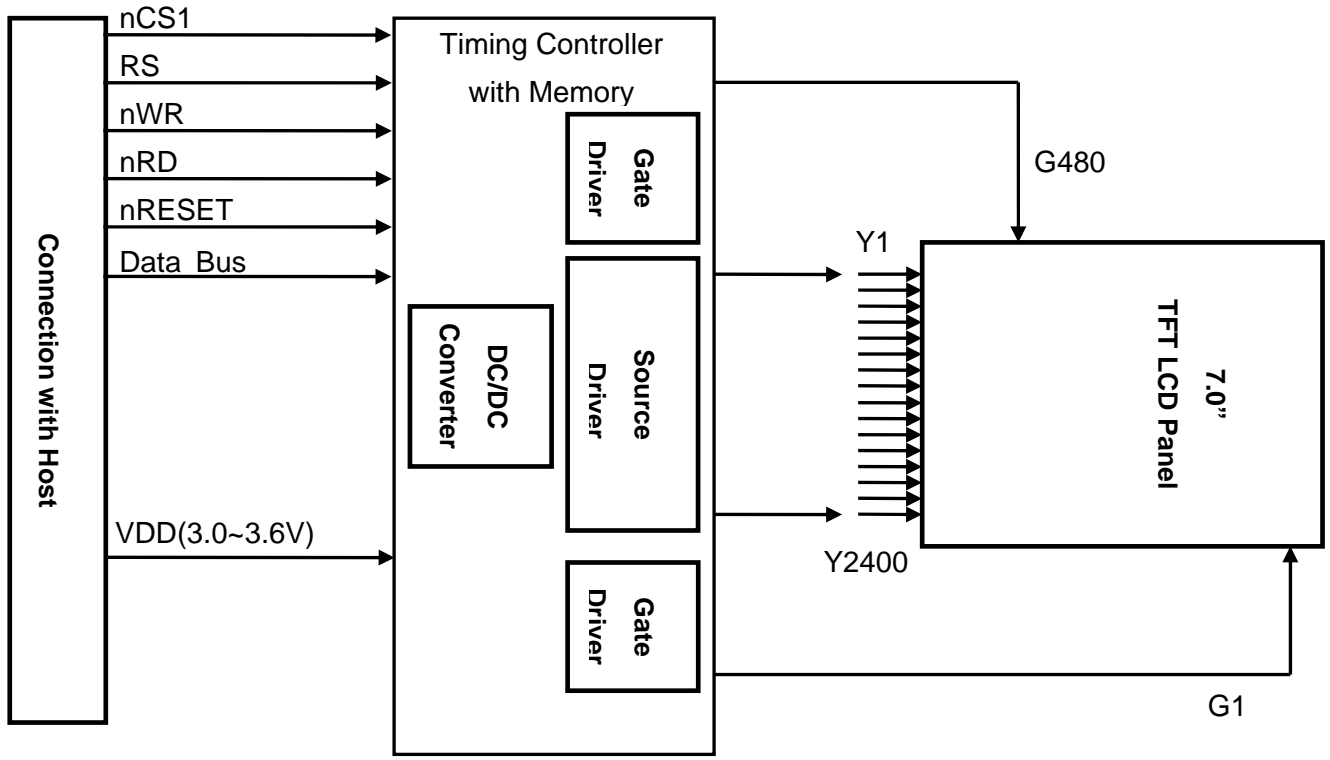 nCS1
RS
nWR
nRD
nRESET
Data Bus
VDD(3.0~3.6V)
Connection with Host
Timing Controller
with Memory
Gate
Driver
DC/DC
Converter
Source
Driver
Gate
Driver
G480
Y1
Y2400
7.0”
TFT LCD Panel
G1